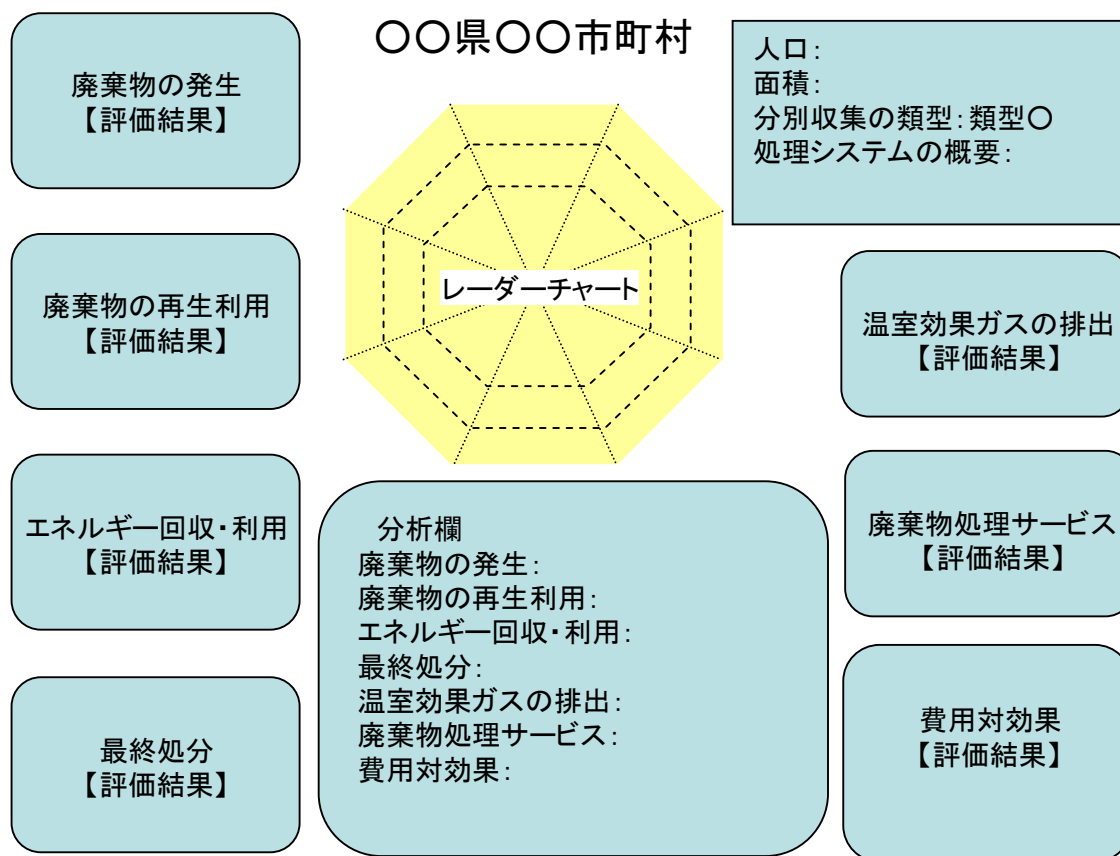 〇〇県〇〇市町村
人口：
面積：
分別収集の類型：類型〇
処理システムの概要：
廃棄物の発生
【評価結果】
廃棄物の再生利用
【評価結果】
エネルギー回収・利用
【評価結果】
最終処分
【評価結果】
レーダーチャート
温室効果ガスの排出
【評価結果】
廃棄物処理サービス
【評価結果】
費用対効果
【評価結果】
分析欄
廃棄物の発生：
廃棄物の再生利用：
エネルギー回収・利用：
最終処分：
温室効果ガスの排出：
廃棄物処理サービス：
費用対効果：